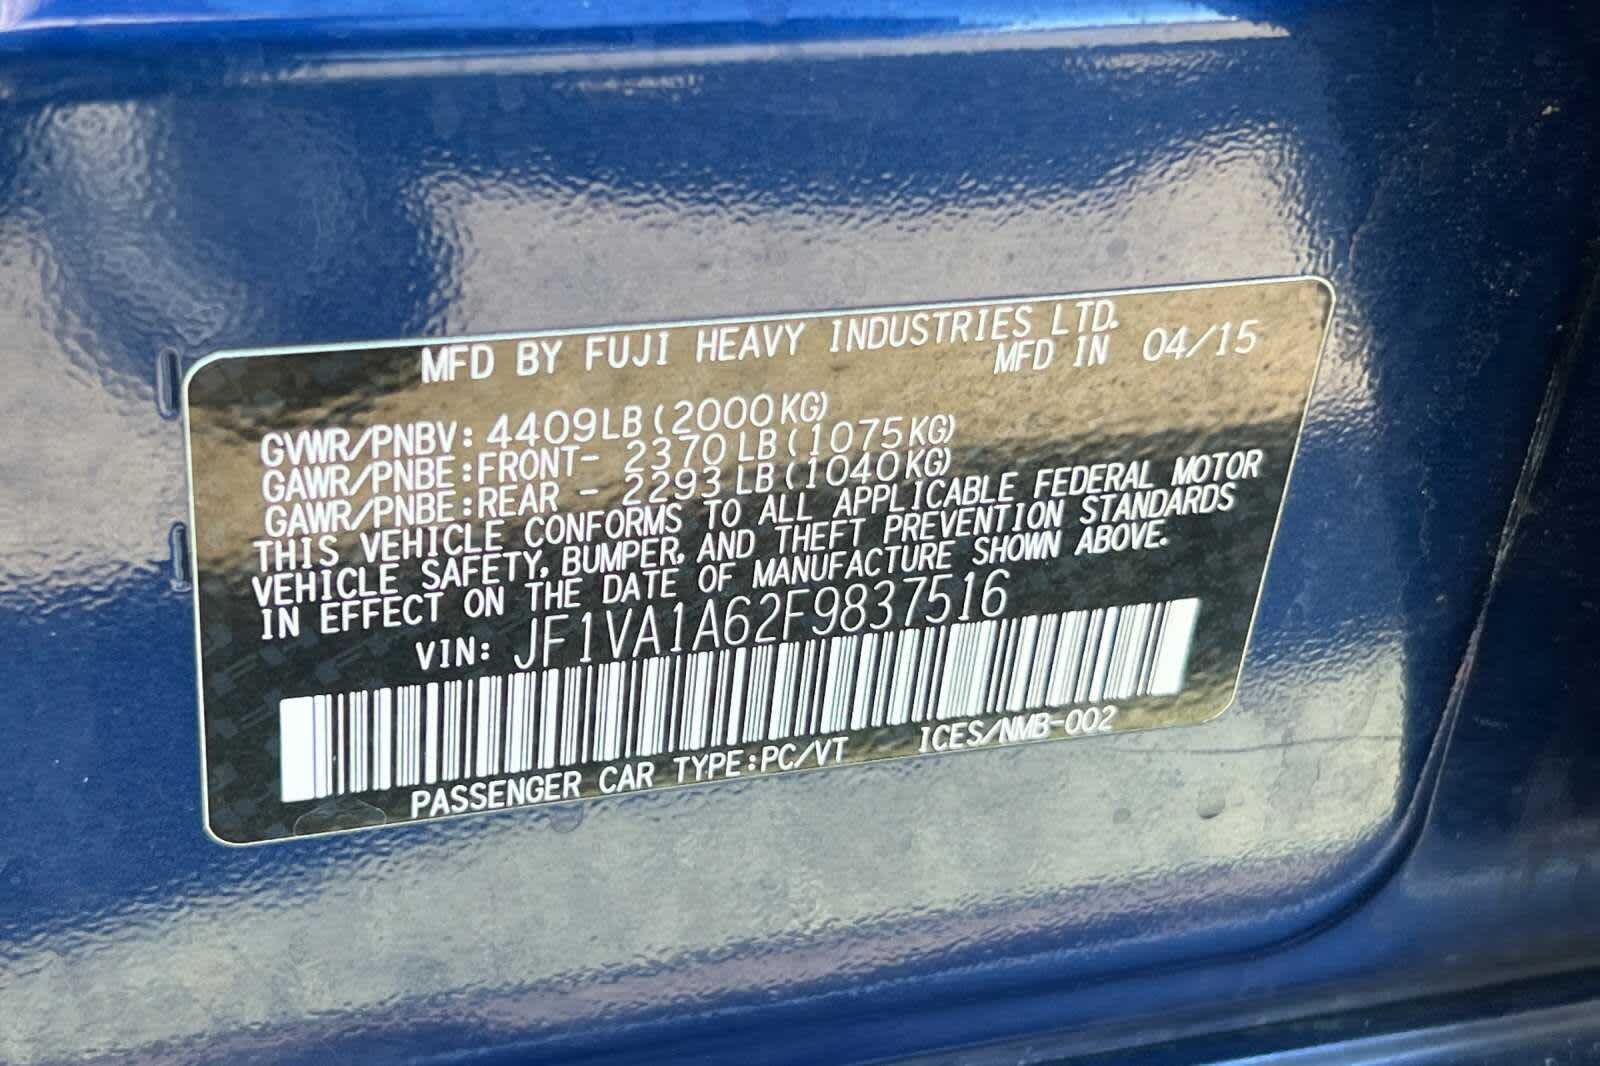 MFD BY FUJI HEAVY INDUSTRIES LTD.
MFD IN 04/15
GVWR/PNBV: 4409LB(2000KG)
GAWR/PNBE:FRONT- 2370LB(1075KG)
GAWR/PNBE:REAR - 2293LB(1040KG)
THIS VEHICLE CONFORMS TO ALL APPLICABLE FEDERAL MOTOR
VEHICLE SAFETY, BUMPER, AND THEFT PREVENTION STANDARDS
IN EFFECT ON THE DATE OF MANUFACTURE SHOWN ABOVE.
VIN: JF1VA1A62F9837516
PASSENGER CAR TYPE:PC/VT ICES/NMB-002